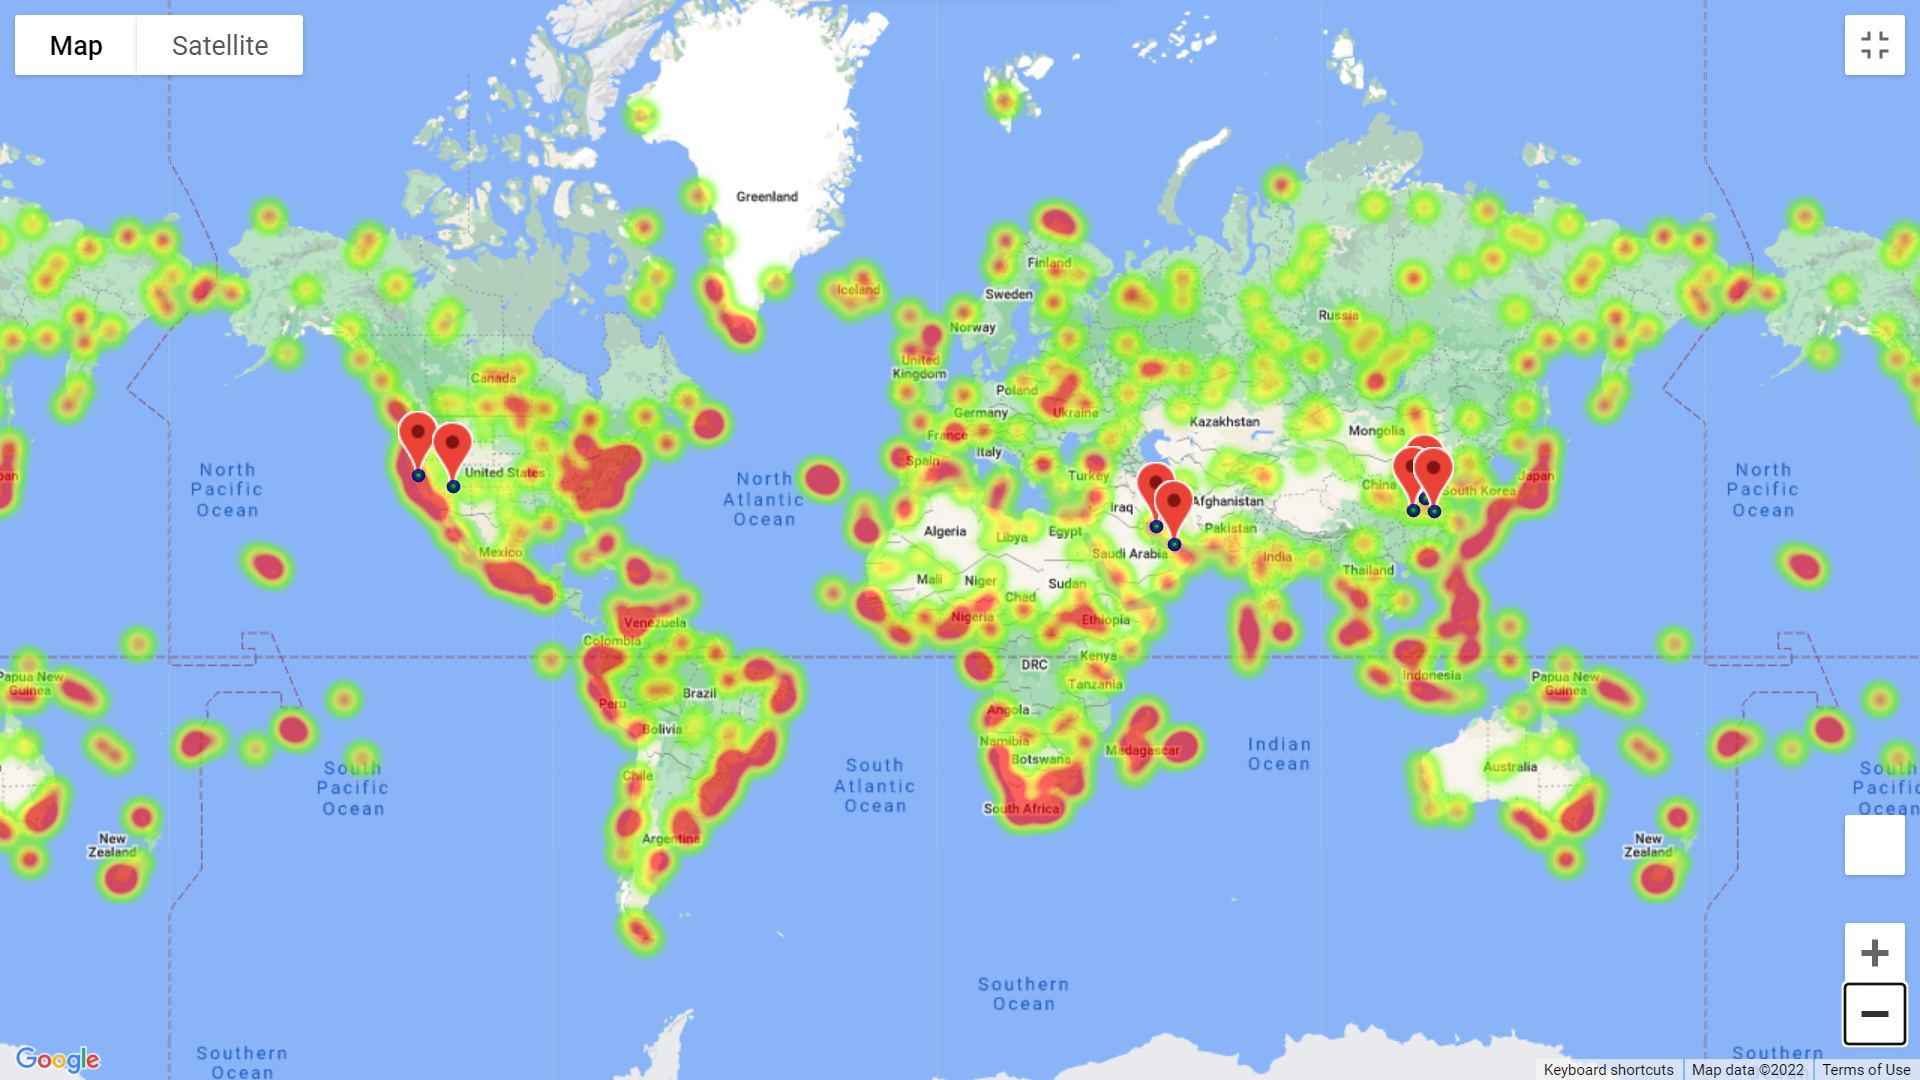 Map
Satellite
Greenland
Finland
Iceland
Sweden
Norway
Russia
United
Kingdom
Canada
Poland
Germany
Ukraine
Kazakhstan
Mongolia
France
Italy
Spain
United States
North
Pacific
Ocean
North
Atlantic
Ocean
Turkey
China
South Korea
Japan
North
Pacific
Ocean
Iraq
Afghanistan
Algeria
Libya
Egypt
Pakistan
Mexico
Saudi Arabia
India
Thailand
Mali
Niger
Sudan
Chad
Nigeria
Ethiopia
Venezuela
Colombia
DRC
Kenya
Papua New
Guinea
Tanzania
Indonesia
Papua New
Guinea
Brazil
Peru
Angola
Bolivia
Namibia
Madagascar
Botswana
Indian
Ocean
Australia
South
Pacific
Ocean
Chile
South
Atlantic
Ocean
South
Pacific
Ocean
South Africa
Argentina
New
Zealand
New
Zealand
Southern
Ocean
Southern
Ocean
Southern
Google
Keyboard shortcuts
Map data ©2022
Terms of Use